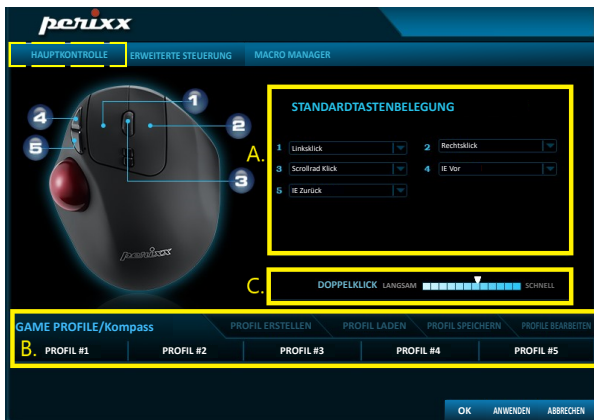 perixx
HAUPTKONTROLLE ERWEITERTE STEUERUNG MACRO MANAGER
1
2
3
4
5
perixx
A.
STANDARDTASTENBELEGUNG
1 Linksklick 2 Rechtsklick
3 Scrollrad Klick 4 IE Vor
5 IE Zurück
C. DOPPELKLICK LANGSAM SCHNELL
GAME PROFILE/Kompass PROFIL ERSTELLEN PROFIL LADEN PROFIL SPEICHERN PROFILE BEARBEITEN
B. PROFIL #1 PROFIL #2 PROFIL #3 PROFIL #4 PROFIL #5
OK ANWENDEN ABBRECHEN